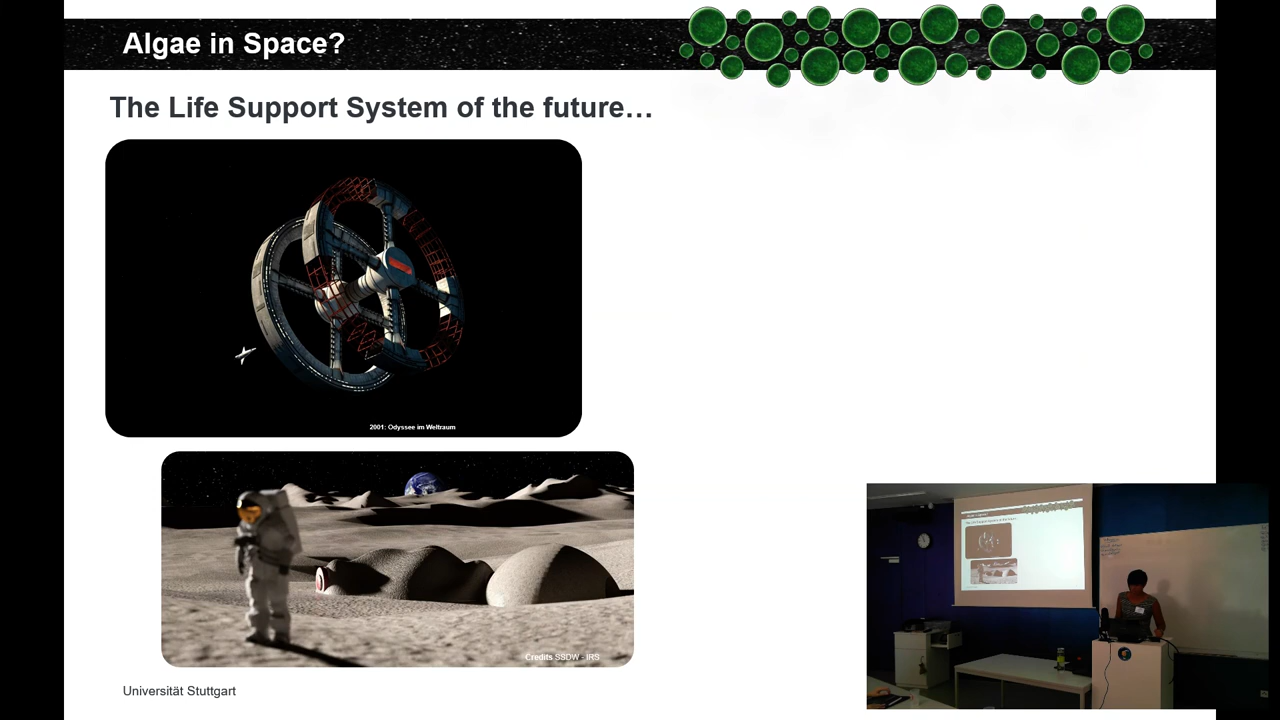 Algae in Space?
The Life Support System of the future…
2001: Odyssee im Weltraum
Credits SSDW - IRS
Universität Stuttgart